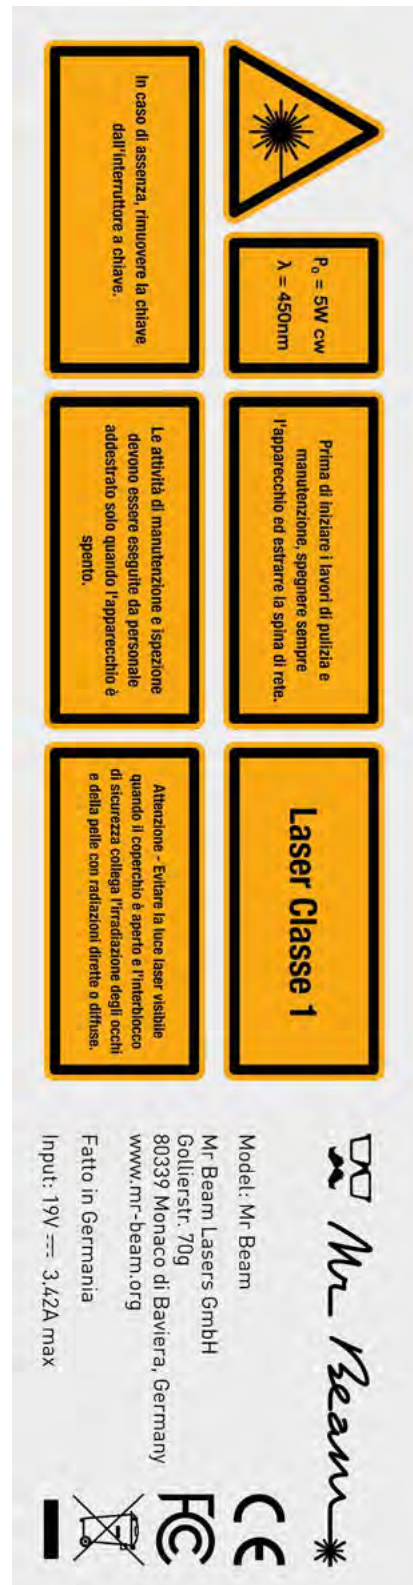 P₀ = 5W cw
λ = 450nm
Prima di iniziare i lavori di pulizia e
manutenzione, spegnere sempre
l'apparecchio ed estrarre la spina di rete.
Laser Classe 1
In caso di assenza, rimuovere la chiave
dall'interruttore a chiave.
Le attività di manutenzione e ispezione
devono essere eseguite da personale
addestrato solo quando l'apparecchio è
spento.
Attenzione - Evitare la luce laser visibile
quando il coperchio è aperto e l'interblocco
di sicurezza collega l'irradiazione degli occhi
e della pelle con radiazioni dirette o diffuse.
Mr Beam
Model: Mr Beam
Mr Beam Lasers GmbH
Gollierstr. 70g
80339 Monaco di Baviera, Germany
www.mr-beam.org
Fatto in Germania
Input: 19V ⎓ 3.42A max
CE
FC